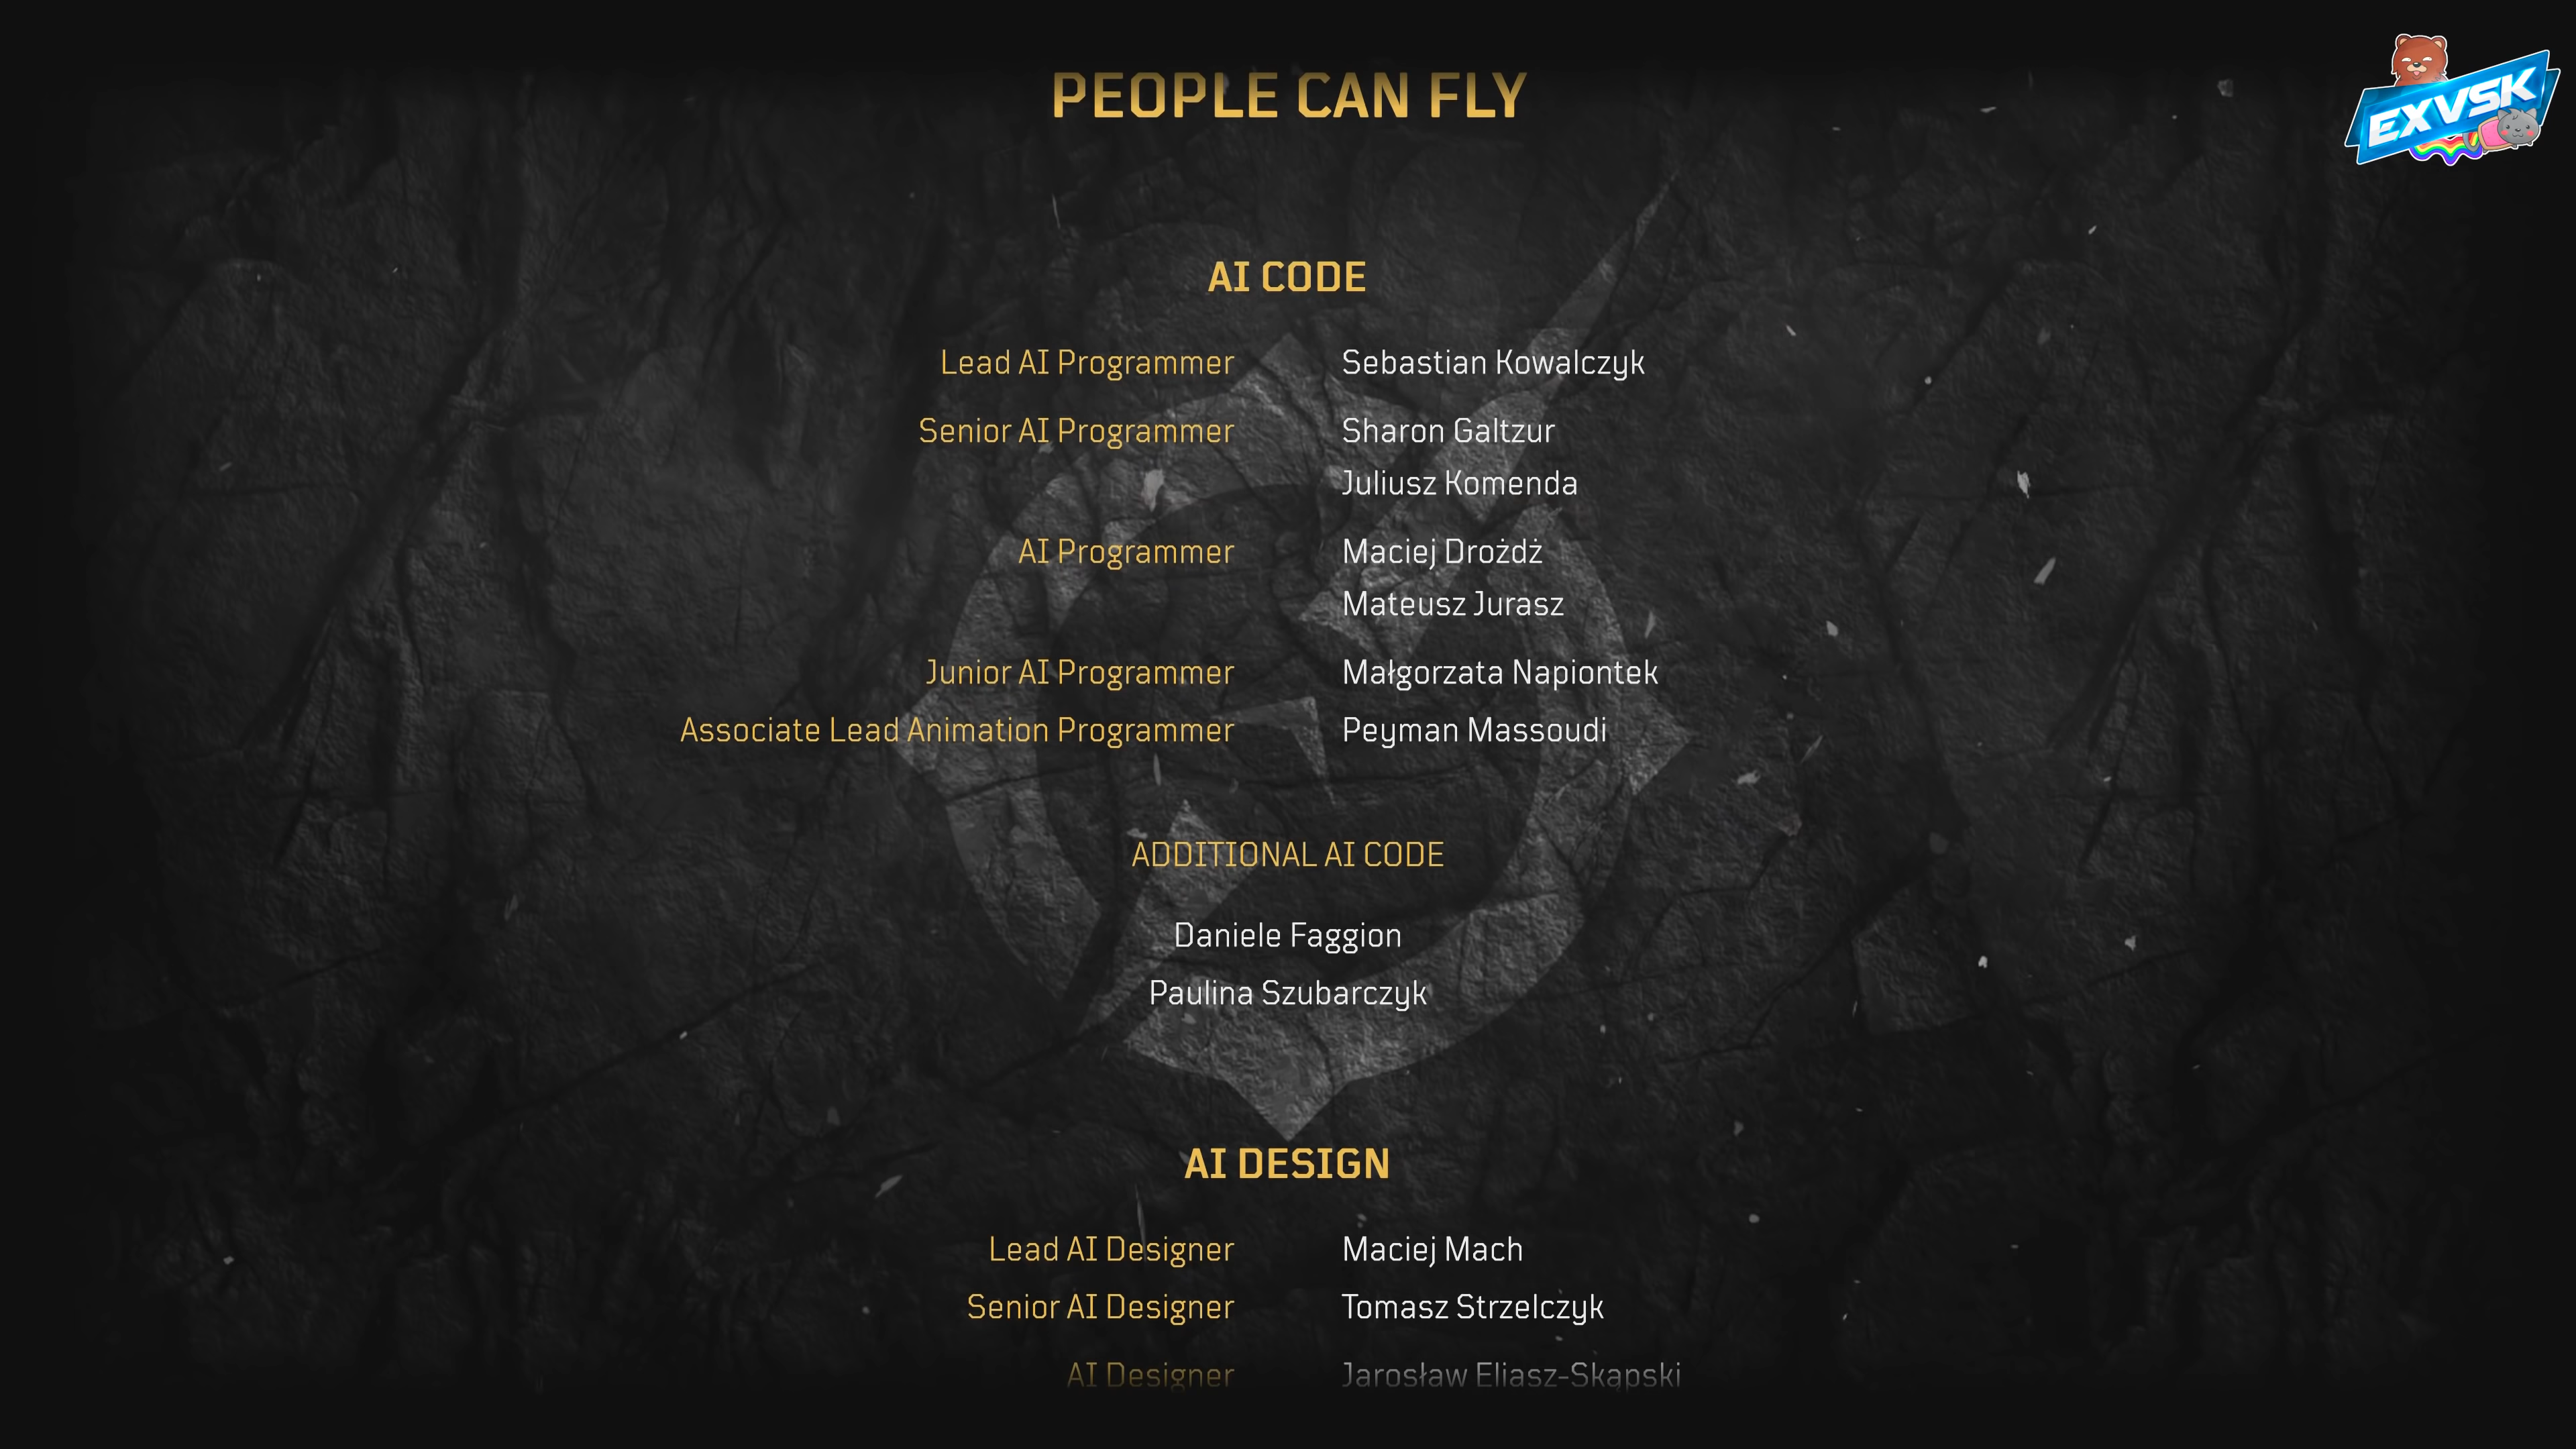 PEOPLE CAN FLY
EXVSK
AI CODE
Lead AI Programmer Sebastian Kowalczyk
Senior AI Programmer Sharon Galtzur
Juliusz Komenda
AI Programmer Maciej Drożdż
Mateusz Jurasz
Junior AI Programmer Małgorzata Napiontek
Associate Lead Animation Programmer Peyman Massoudi
ADDITIONAL AI CODE
Daniele Faggion
Paulina Szubarczyk
AI DESIGN
Lead AI Designer Maciej Mach
Senior AI Designer Tomasz Strzelczyk
AI Designer Jarosław Eliasz-Skapski